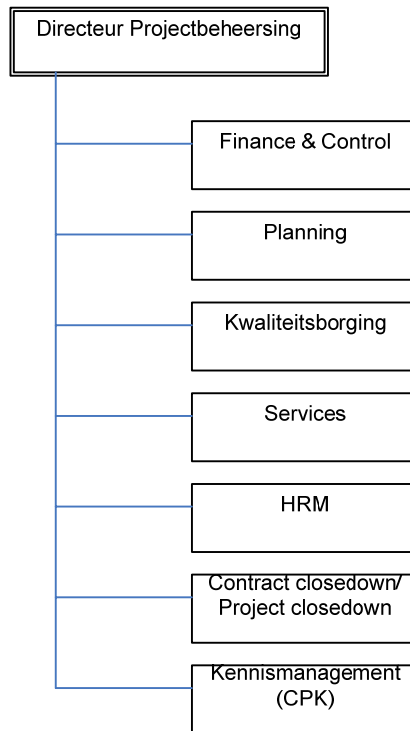 Directeur Projectbeheersing
Finance & Control
Planning
Kwaliteitsborging
Services
HRM
Contract closedown/
Project closedown
Kennismanagement
(CPK)